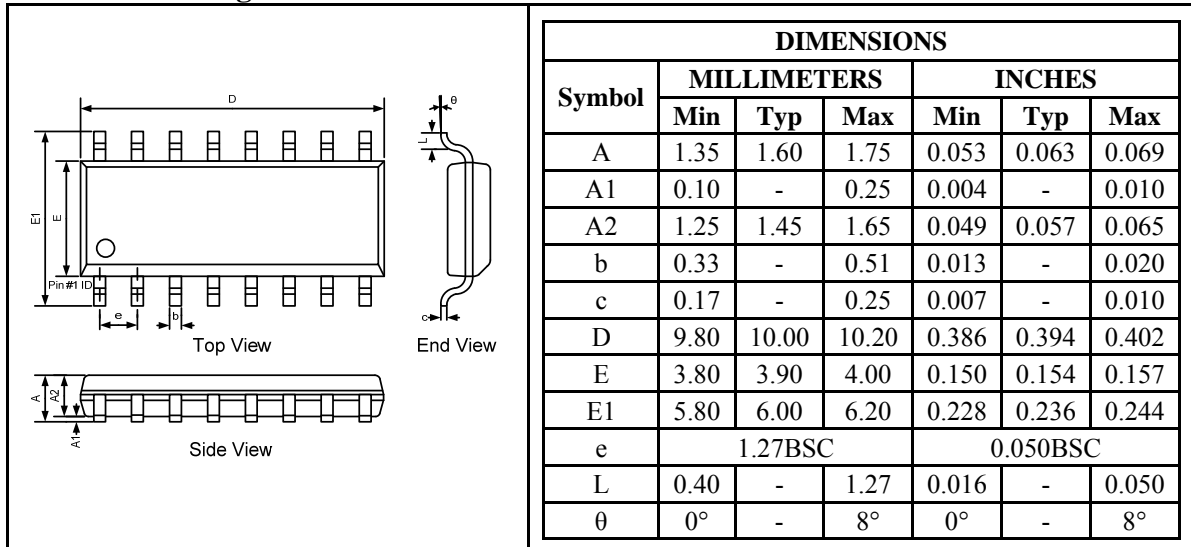 D
θ
L
E1
E
Pin #1 ID
e
b
c
Top View
End View
A
A2
A1
Side View
DIMENSIONS
Symbol MILLIMETERS INCHES
Min Typ Max Min Typ Max
A 1.35 1.60 1.75 0.053 0.063 0.069
A1 0.10 - 0.25 0.004 - 0.010
A2 1.25 1.45 1.65 0.049 0.057 0.065
b 0.33 - 0.51 0.013 - 0.020
c 0.17 - 0.25 0.007 - 0.010
D 9.80 10.00 10.20 0.386 0.394 0.402
E 3.80 3.90 4.00 0.150 0.154 0.157
E1 5.80 6.00 6.20 0.228 0.236 0.244
e 1.27BSC 0.050BSC
L 0.40 - 1.27 0.016 - 0.050
θ 0° - 8° 0° - 8°